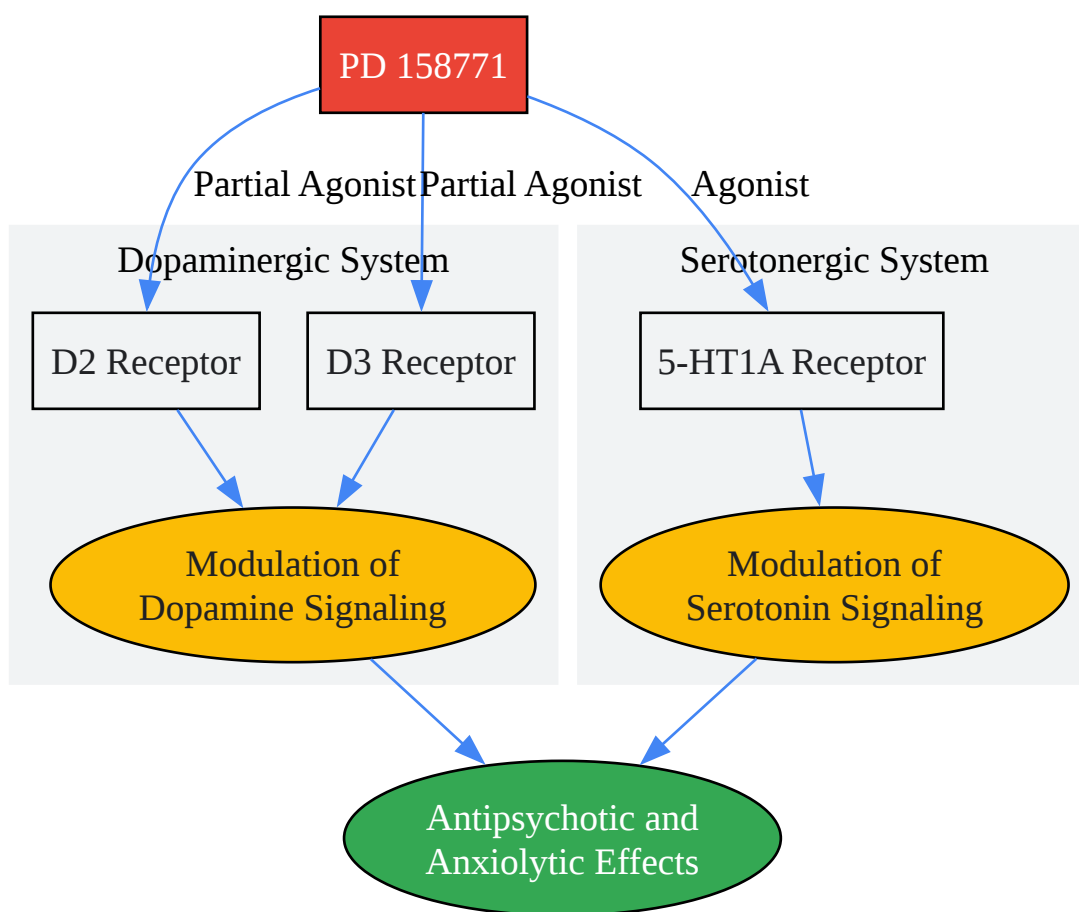 PD 158771
Partial Agonist
Partial Agonist
Agonist
Dopaminergic System
Serotonergic System
D2 Receptor
D3 Receptor
5-HT1A Receptor
Modulation of
Dopamine Signaling
Modulation of
Serotonin Signaling
Antipsychotic and
Anxiolytic Effects